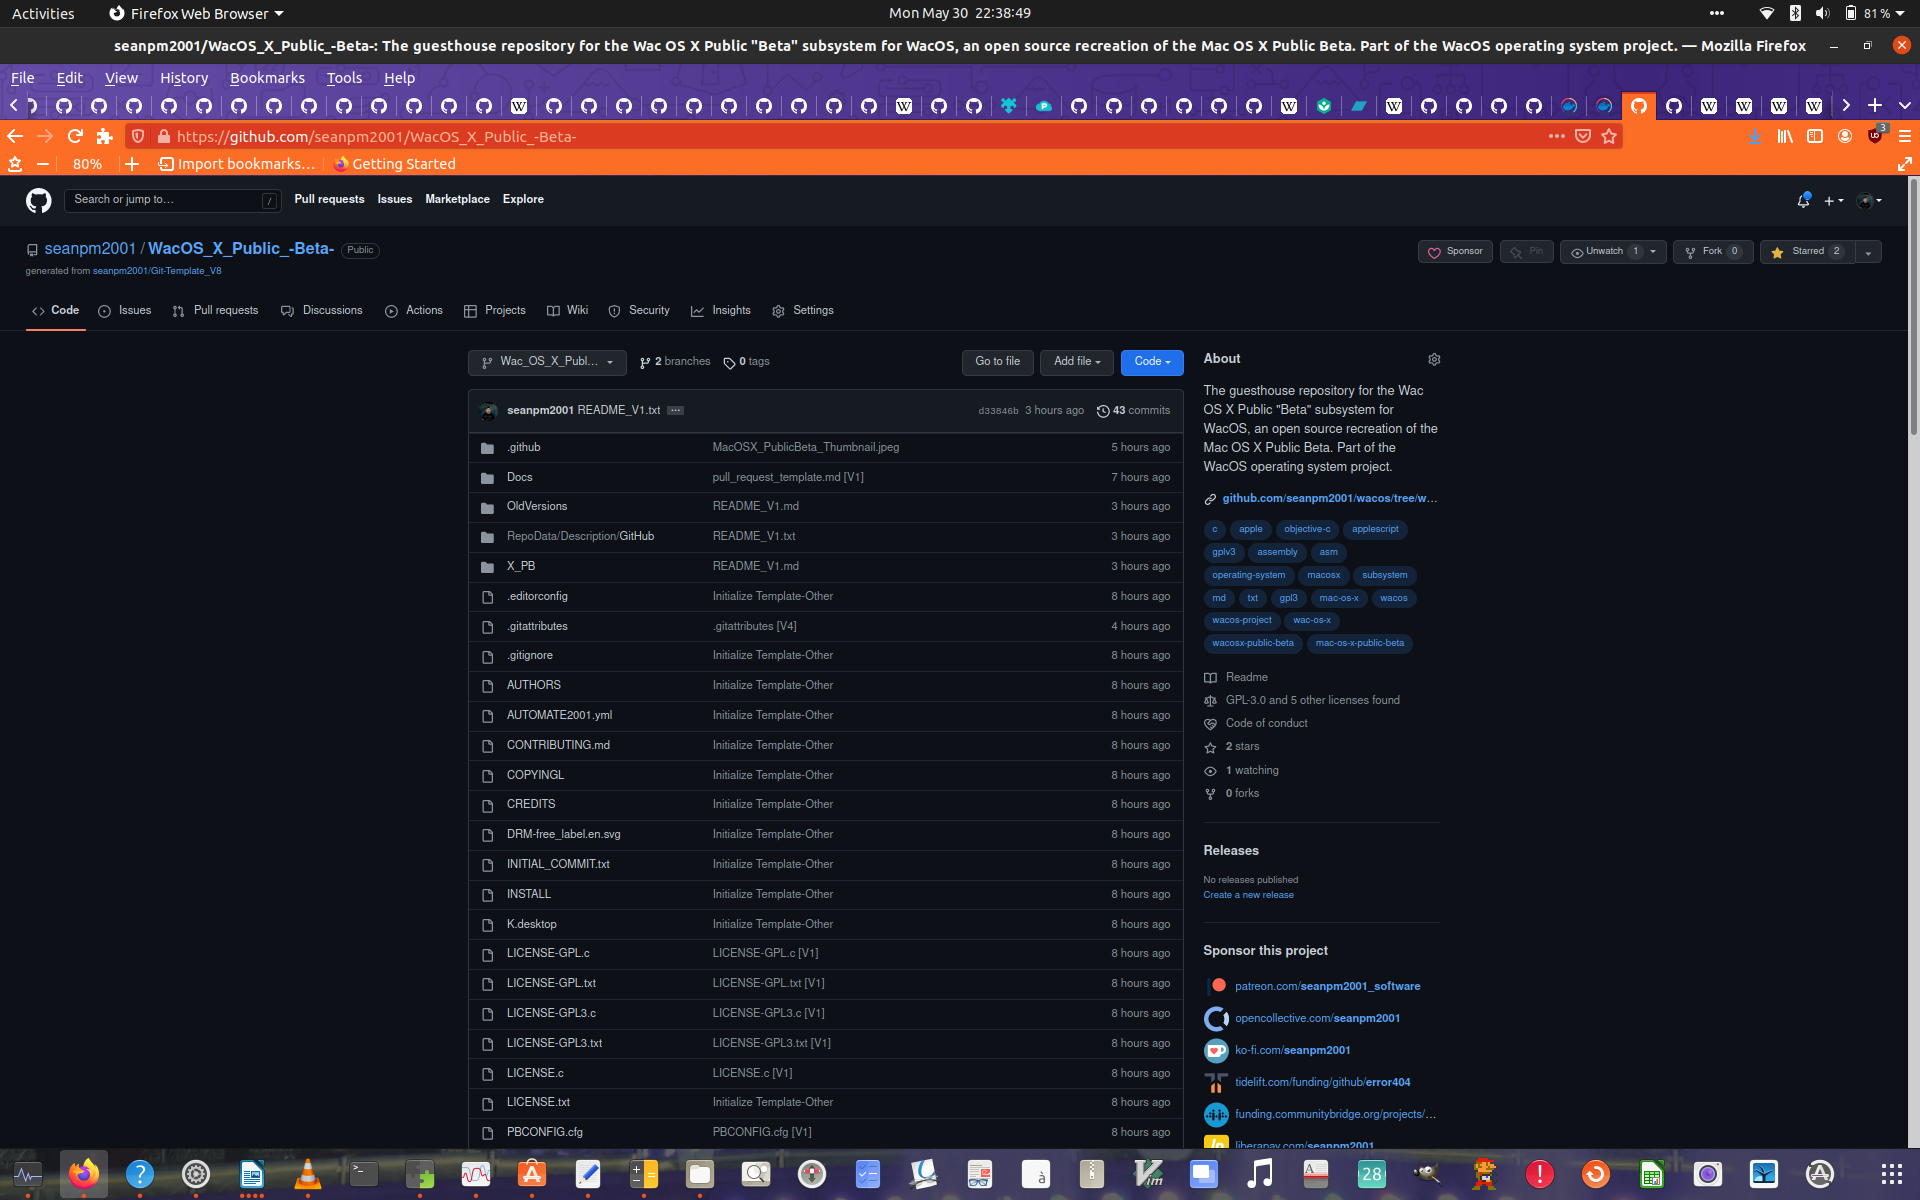 Activities Firefox Web Browser Mon May 30 22:38:49 81 %
seanpm2001/WacOS_X_Public_-Beta-: The guesthouse repository for the Wac OS X Public "Beta" subsystem for WacOS, an open source recreation of the Mac OS X Public Beta. Part of the WacOS operating system project. — Mozilla Firefox
File Edit View History Bookmarks Tools Help
https://github.com/seanpm2001/WacOS_X_Public_-Beta- 3
80% Import bookmarks... Getting Started
Search or jump to... / Pull requests Issues Marketplace Explore
seanpm2001 / WacOS_X_Public_-Beta- Public Sponsor Pin Unwatch 1 Fork 0 Starred 2
generated from seanpm2001/Git-Template_V8
Code Issues Pull requests Discussions Actions Projects Wiki Security Insights Settings
Wac_OS_X_Publ... 2 branches 0 tags Go to file Add file Code
seanpm2001 README_V1.txt ... d33846b 3 hours ago 43 commits
.github MacOSX_PublicBeta_Thumbnail.jpeg 5 hours ago
Docs pull_request_template.md [V1] 7 hours ago
OldVersions README_V1.md 3 hours ago
RepoData/Description/GitHub README_V1.txt 3 hours ago
X_PB README_V1.md 3 hours ago
.editorconfig Initialize Template-Other 8 hours ago
.gitattributes .gitattributes [V4] 4 hours ago
.gitignore Initialize Template-Other 8 hours ago
AUTHORS Initialize Template-Other 8 hours ago
AUTOMATE2001.yml Initialize Template-Other 8 hours ago
CONTRIBUTING.md Initialize Template-Other 8 hours ago
COPYINGL Initialize Template-Other 8 hours ago
CREDITS Initialize Template-Other 8 hours ago
DRM-free_label.en.svg Initialize Template-Other 8 hours ago
INITIAL_COMMIT.txt Initialize Template-Other 8 hours ago
INSTALL Initialize Template-Other 8 hours ago
K.desktop Initialize Template-Other 8 hours ago
LICENSE-GPL.c LICENSE-GPL.c [V1] 8 hours ago
LICENSE-GPL.txt LICENSE-GPL.txt [V1] 8 hours ago
LICENSE-GPL3.c LICENSE-GPL3.c [V1] 8 hours ago
LICENSE-GPL3.txt LICENSE-GPL3.txt [V1] 8 hours ago
LICENSE.c LICENSE.c [V1] 8 hours ago
LICENSE.txt Initialize Template-Other 8 hours ago
PBCONFIG.cfg PBCONFIG.cfg [V1] 8 hours ago
About
The guesthouse repository for the Wac
OS X Public "Beta" subsystem for
WacOS, an open source recreation of the
Mac OS X Public Beta. Part of the
WacOS operating system project.
github.com/seanpm2001/wacos/tree/w...
c apple objective-c applescript
gplv3 assembly asm
operating-system macosx subsystem
md txt gpl3 mac-os-x wacos
wacos-project wac-os-x
wacosx-public-beta mac-os-x-public-beta
Readme
GPL-3.0 and 5 other licenses found
Code of conduct
2 stars
1 watching
0 forks
Releases
No releases published
Create a new release
Sponsor this project
patreon.com/seanpm2001_software
opencollective.com/seanpm2001
ko-fi.com/seanpm2001
tidelift.com/funding/github/error404
funding.communitybridge.org/projects/...
liberapay.com/seanpm2001
28